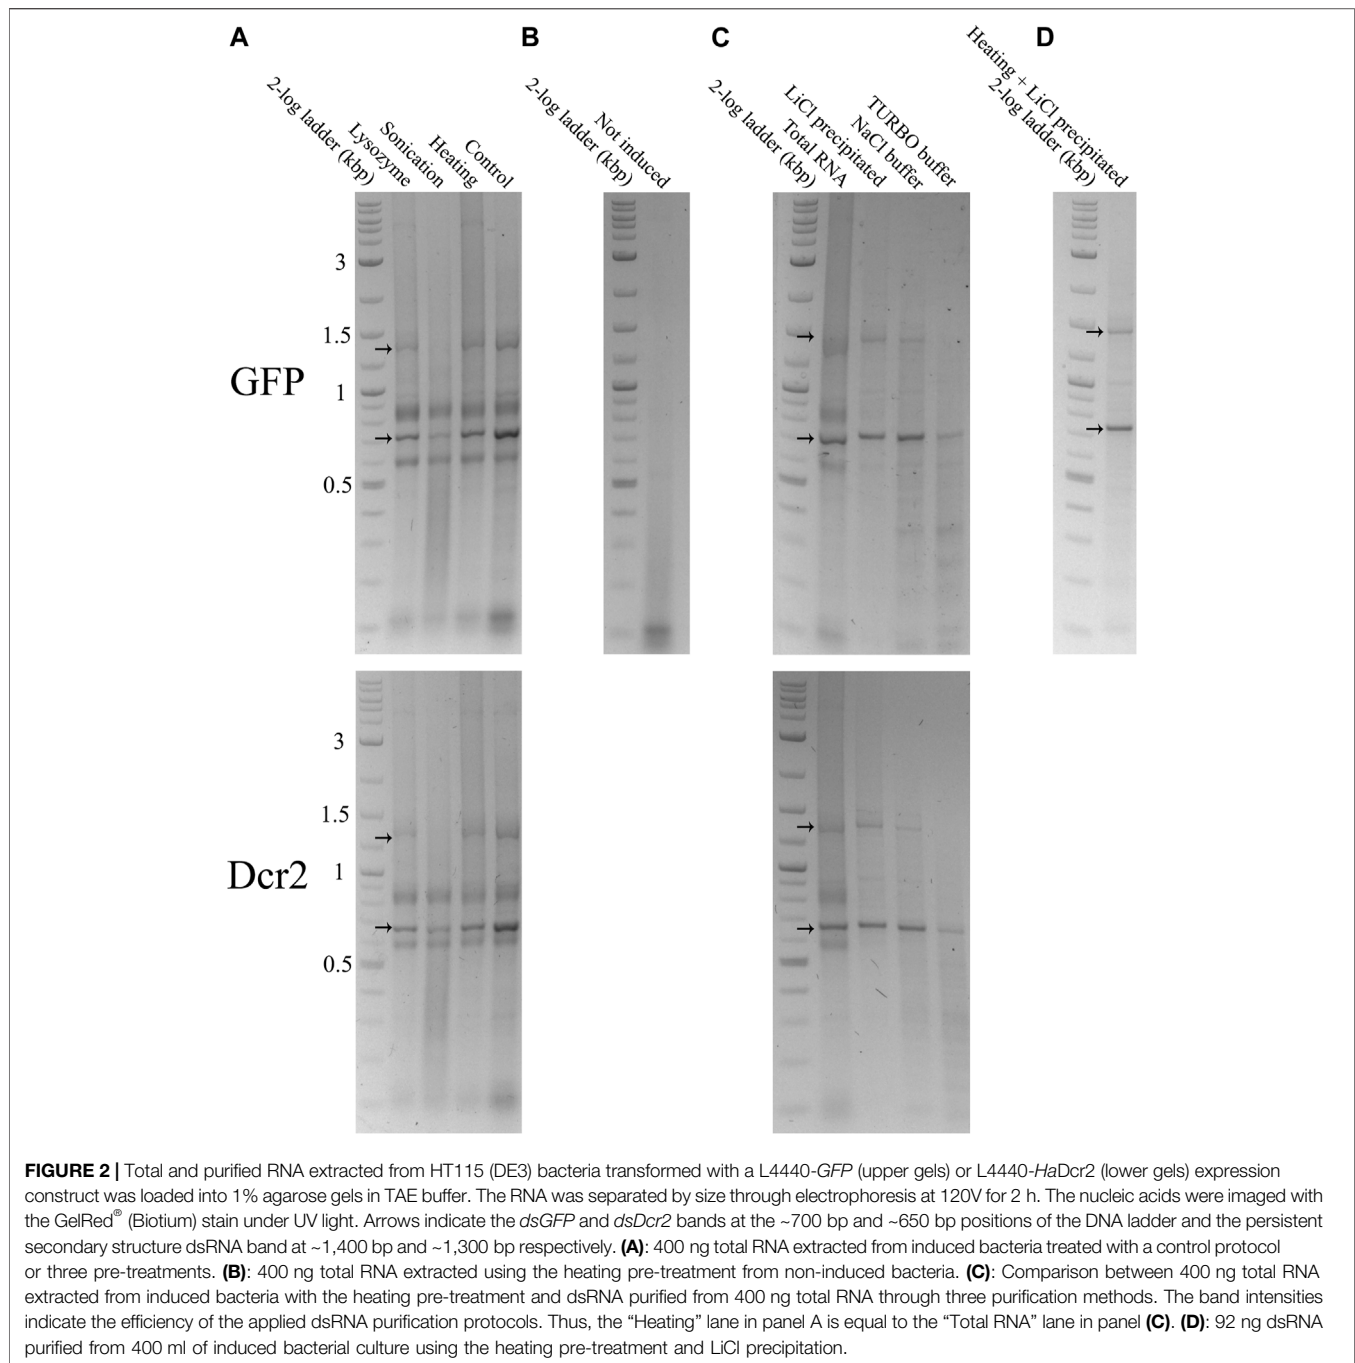 A
B
C
D
2-log ladder (kbp)
Lysozyme
Sonication
Heating
Control
2-log ladder (kbp)
Not induced
2-log ladder (kbp)
Total RNA
LiCl precipitated
NaCl buffer
TURBO buffer
2-log ladder (kbp)
Heating + LiCl precipitated
GFP
3
1.5
1
0.5
Dcr2
3
1.5
1
0.5
FIGURE 2 | Total and purified RNA extracted from HT115 (DE3) bacteria transformed with a L4440-GFP (upper gels) or L4440-HaDcr2 (lower gels) expression
construct was loaded into 1% agarose gels in TAE buffer. The RNA was separated by size through electrophoresis at 120V for 2 h. The nucleic acids were imaged with
the GelRed® (Biotium) stain under UV light. Arrows indicate the dsGFP and dsDcr2 bands at the ~700 bp and ~650 bp positions of the DNA ladder and the persistent
secondary structure dsRNA band at ~1,400 bp and ~1,300 bp respectively. (A): 400 ng total RNA extracted from induced bacteria treated with a control protocol
or three pre-treatments. (B): 400 ng total RNA extracted using the heating pre-treatment from non-induced bacteria. (C): Comparison between 400 ng total RNA
extracted from induced bacteria with the heating pre-treatment and dsRNA purified from 400 ng total RNA through three purification methods. The band intensities
indicate the efficiency of the applied dsRNA purification protocols. Thus, the “Heating” lane in panel A is equal to the “Total RNA” lane in panel (C). (D): 92 ng dsRNA
purified from 400 ml of induced bacterial culture using the heating pre-treatment and LiCl precipitation.